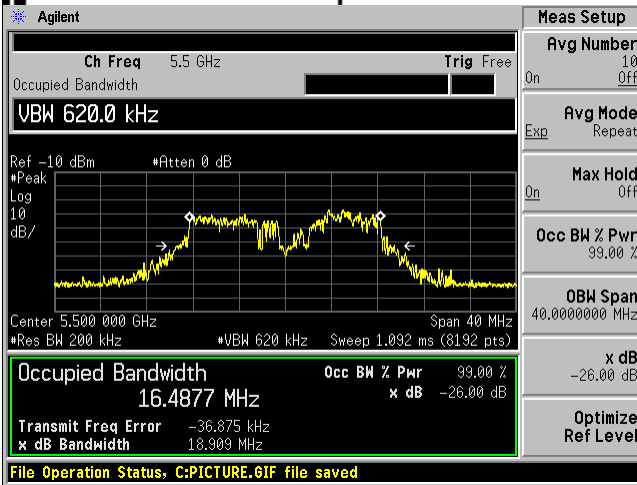 Agilent
Meas Setup
Ch Freq 5.5 GHz Trig Free
Occupied Bandwidth
VBW 620.0 kHz
Ref -10 dBm #Atten 0 dB
#Peak
Log
10
dB/
Center 5.500 000 GHz Span 40 MHz
#Res BW 200 kHz #VBW 620 kHz Sweep 1.092 ms (8192 pts)
Occupied Bandwidth Occ BW % Pwr 99.00 %
16.4877 MHz x dB -26.00 dB
Transmit Freq Error -36.875 kHz
x dB Bandwidth 18.909 MHz
File Operation Status, C:PICTURE.GIF file saved
Avg Number
10
On Off
Avg Mode
Exp Repeat
Max Hold
On Off
Occ BW % Pwr
99.00 %
OBW Span
40.0000000 MHz
x dB
-26.00 dB
Optimize
Ref Level